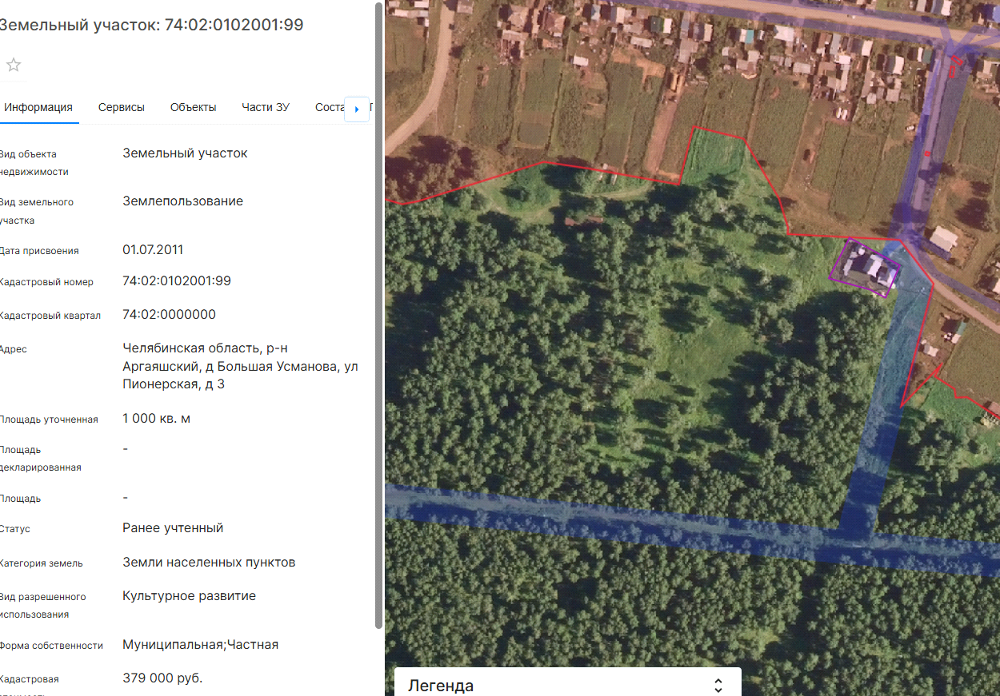 Земельный участок: 74:02:0102001:99
Информация Сервисы Объекты Части ЗУ Соста
Вид объекта недвижимости Земельный участок
Вид земельного участка Землепользование
Дата присвоения 01.07.2011
Кадастровый номер 74:02:0102001:99
Кадастровый квартал 74:02:0000000
Адрес Челябинская область, р-н
Аргаяшский, д Большая Усманова, ул
Пионерская, д 3
Площадь уточненная 1 000 кв. м
Площадь декларированная -
Площадь -
Статус Ранее учтенный
Категория земель Земли населенных пунктов
Вид разрешенного использования Культурное развитие
Форма собственности Муниципальная;Частная
Кадастровая 379 000 руб.
Легенда